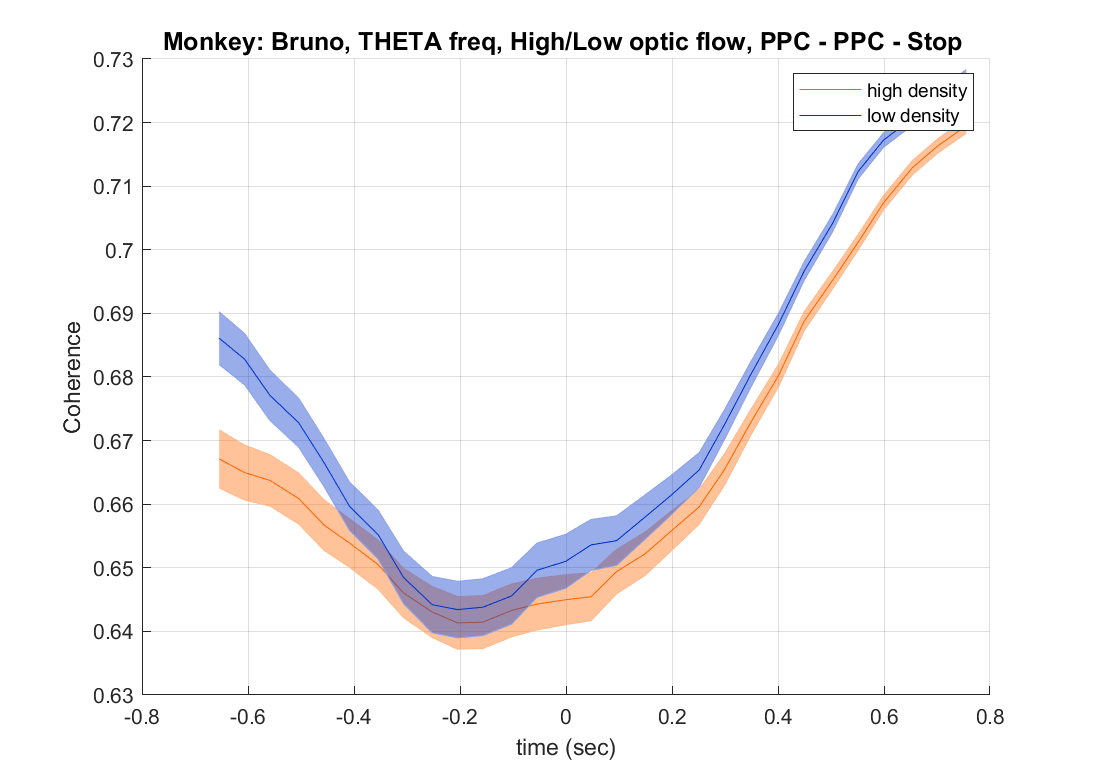 Monkey: Bruno, THETA freq, High/Low optic flow, PPC - PPC - Stop
high density
low density
0.73
0.72
0.71
0.7
0.69
0.68
0.67
0.66
0.65
0.64
0.63
Coherence
-0.8 -0.6 -0.4 -0.2 0 0.2 0.4 0.6 0.8
time (sec)